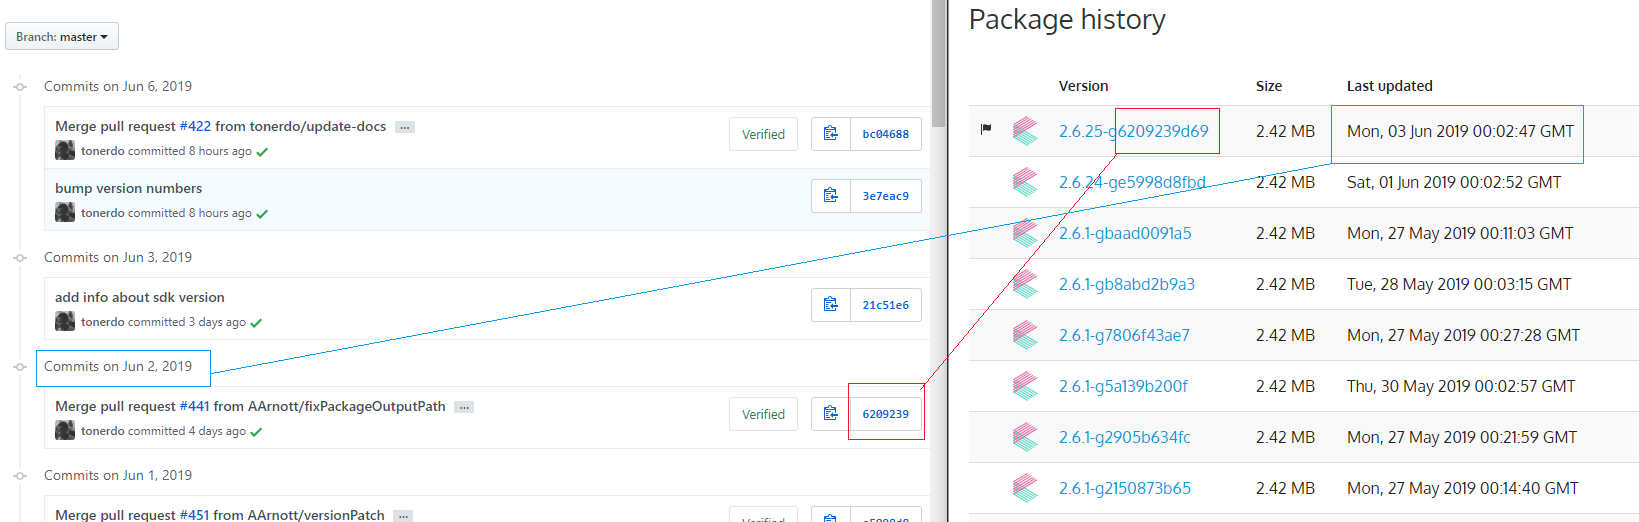 Branch: master
Commits on Jun 6, 2019
Merge pull request #422 from tonerdo/update-docs ...
Verified
bc04688
tonerdo committed 8 hours ago
bump version numbers
3e7eac9
tonerdo committed 8 hours ago
Commits on Jun 3, 2019
add info about sdk version
21c51e6
tonerdo committed 3 days ago
Commits on Jun 2, 2019
Merge pull request #441 from AArnott/fixPackageOutputPath ...
Verified
6209239
tonerdo committed 4 days ago
Commits on Jun 1, 2019
Merge pull request #451 from AArnott/versionPatch ...
Verified
Package history
Version Size Last updated
2.6.25-g6209239d69 2.42 MB Mon, 03 Jun 2019 00:02:47 GMT
2.6.24-ge5998d8fbd 2.42 MB Sat, 01 Jun 2019 00:02:52 GMT
2.6.1-gbaad0091a5 2.42 MB Mon, 27 May 2019 00:11:03 GMT
2.6.1-gb8abd2b9a3 2.42 MB Tue, 28 May 2019 00:03:15 GMT
2.6.1-g7806f43ae7 2.42 MB Mon, 27 May 2019 00:27:28 GMT
2.6.1-g5a139b200f 2.42 MB Thu, 30 May 2019 00:02:57 GMT
2.6.1-g2905b634fc 2.42 MB Mon, 27 May 2019 00:21:59 GMT
2.6.1-g2150873b65 2.42 MB Mon, 27 May 2019 00:14:40 GMT